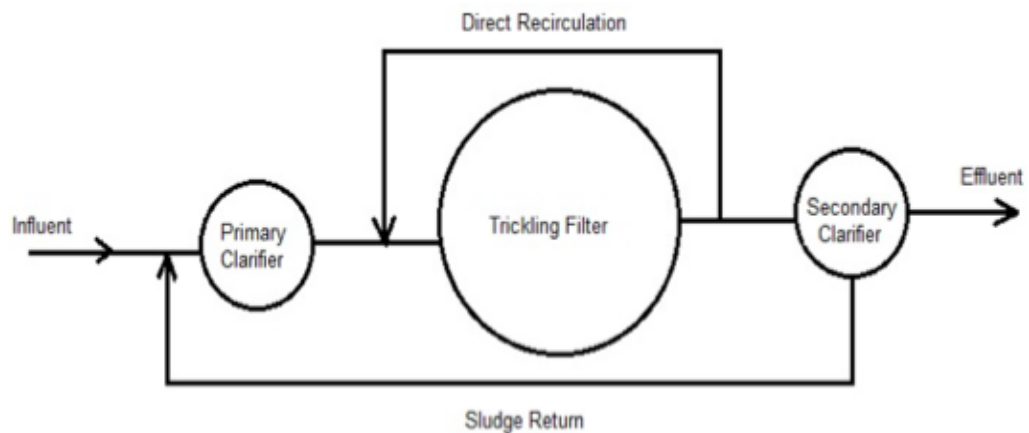 Direct Recirculation
Influent
Primary
Clarifier
Trickling Filter
Secondary
Clarifier
Effluent
Sludge Return